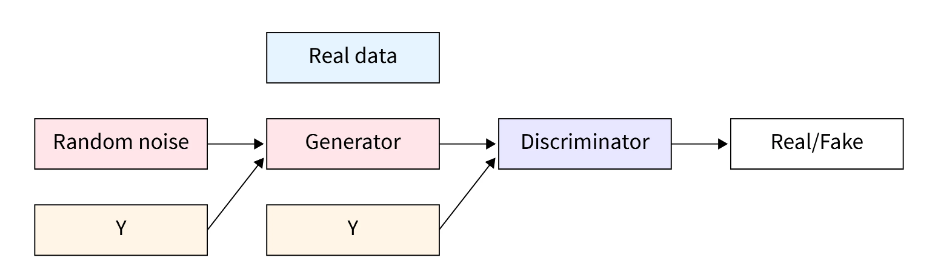 Real data
Random noise
Generator
Discriminator
Real/Fake
Y
Y